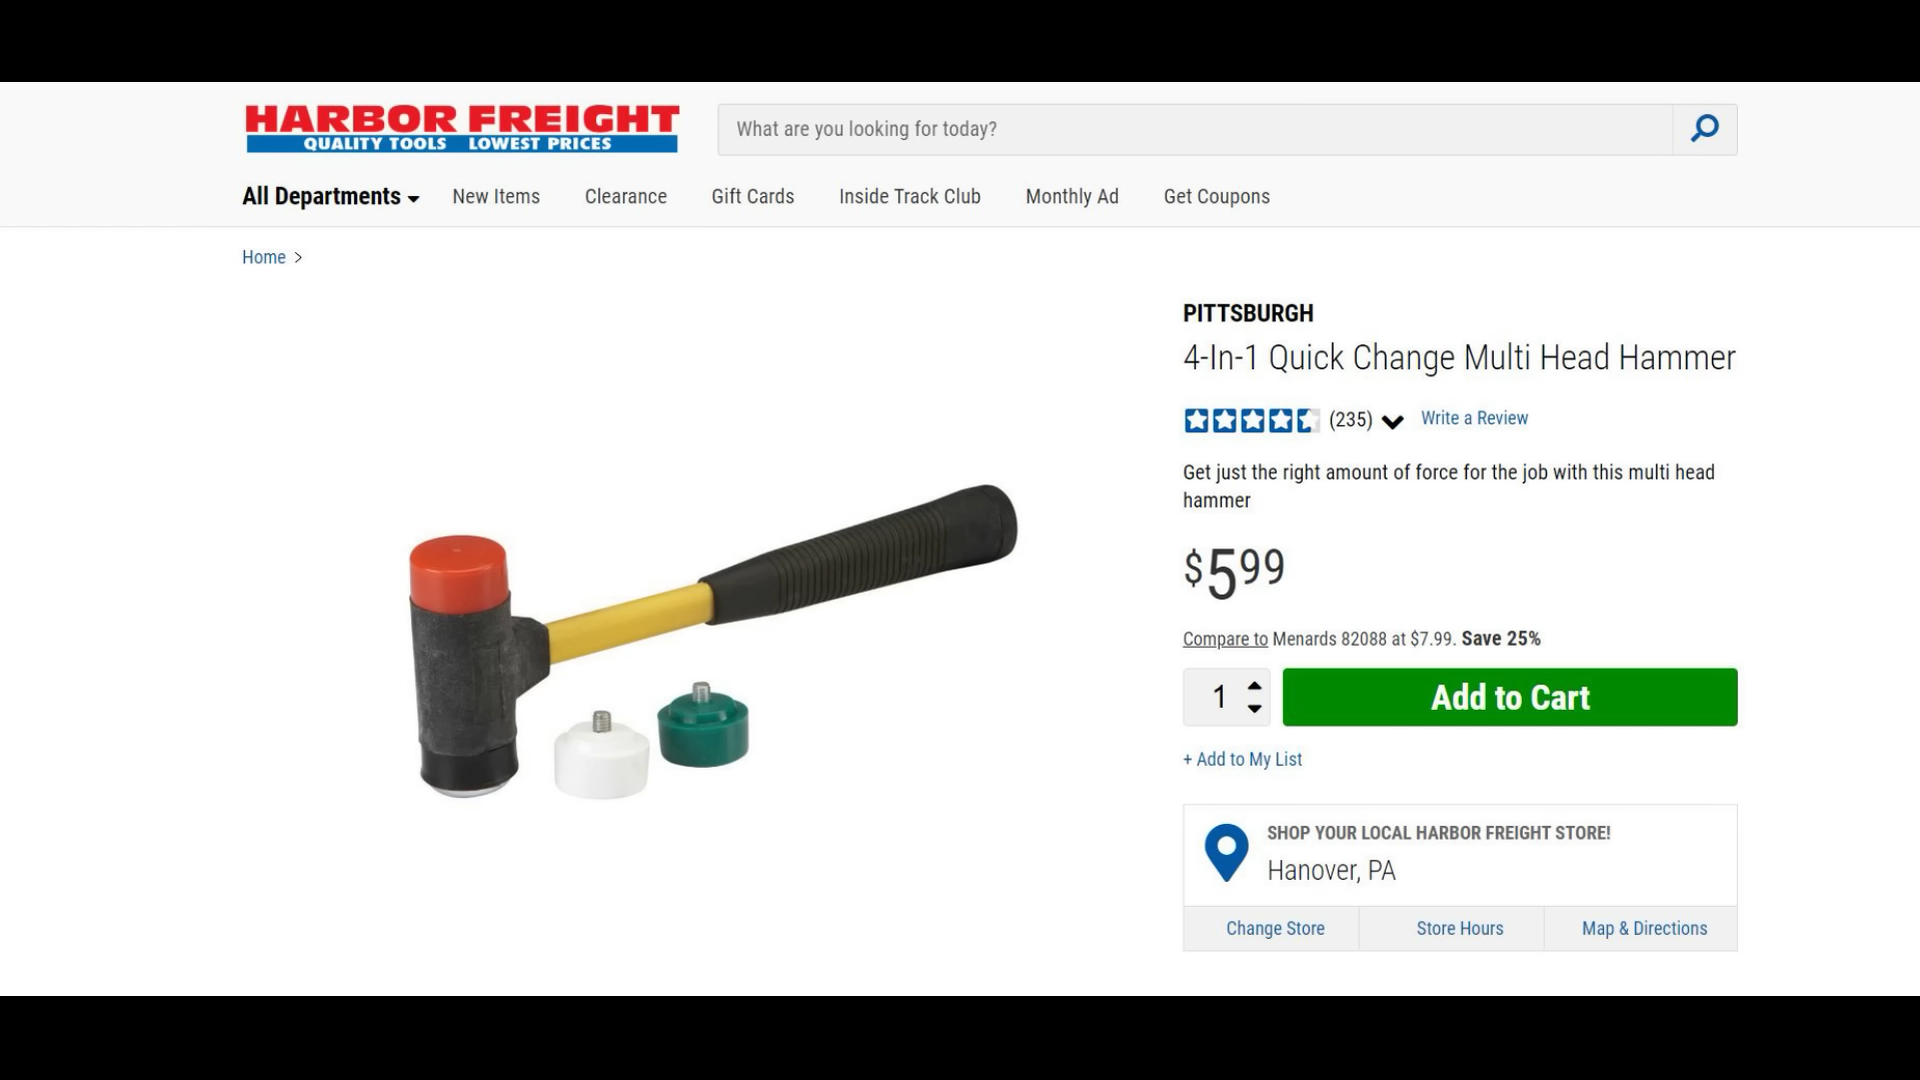 HARBOR FREIGHT
QUALITY TOOLS LOWEST PRICES
What are you looking for today?
All Departments
New Items
Clearance
Gift Cards
Inside Track Club
Monthly Ad
Get Coupons
Home >
PITTSBURGH
4-In-1 Quick Change Multi Head Hammer
(235)
Write a Review
Get just the right amount of force for the job with this multi head
hammer
$599
Compare to Menards 82088 at $7.99. Save 25%
1
Add to Cart
+ Add to My List
SHOP YOUR LOCAL HARBOR FREIGHT STORE!
Hanover, PA
Change Store
Store Hours
Map & Directions